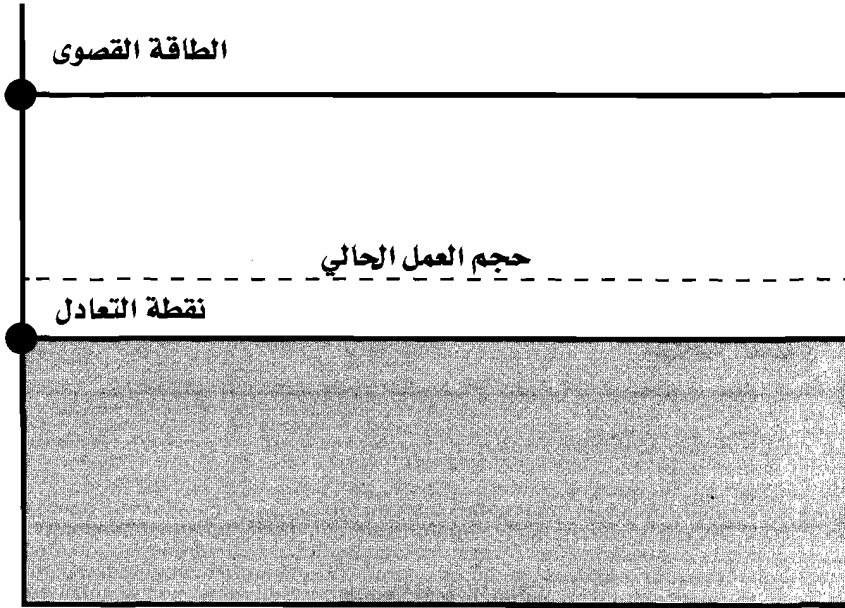 الطاقة القصوى
حجم العمل الحالي
نقطة التعادل